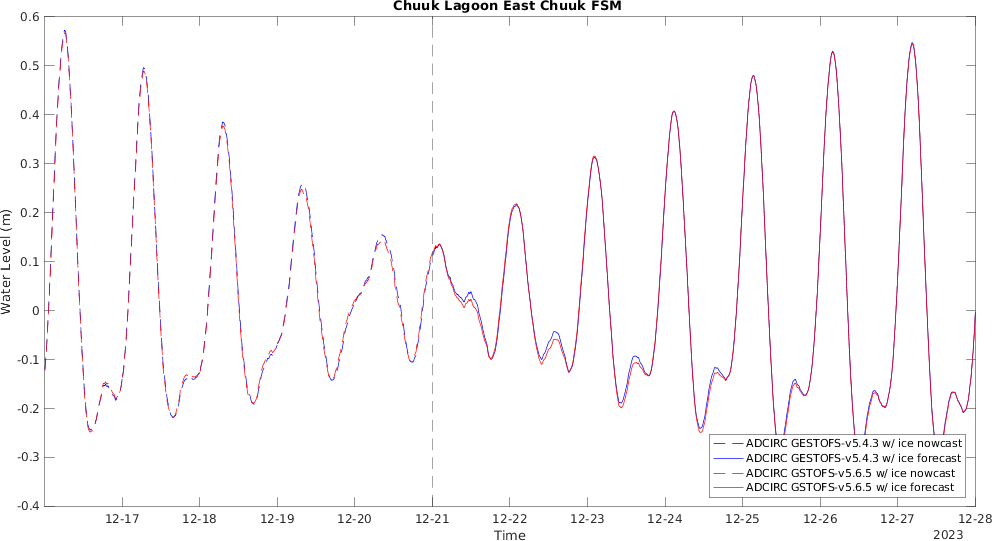 Chuuk Lagoon East Chuuk FSM
Water Level (m)
0.6
0.5
0.4
0.3
0.2
0.1
0
-0.1
-0.2
-0.3
-0.4
ADCIRC GESTOFS-v5.4.3 w/ ice nowcast
ADCIRC GESTOFS-v5.4.3 w/ ice forecast
ADCIRC GSTOFS-v5.6.5 w/ ice nowcast
ADCIRC GSTOFS-v5.6.5 w/ ice forecast
12-17 12-18 12-19 12-20 12-21 12-22 12-23 12-24 12-25 12-26 12-27 12-28
Time
2023